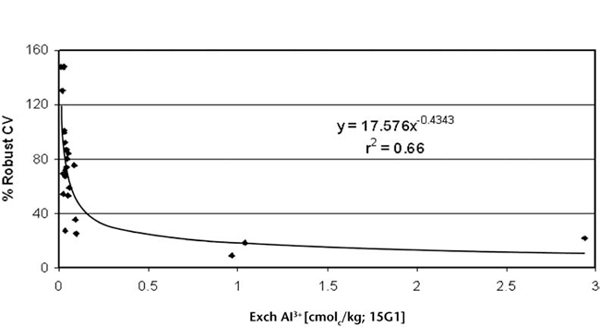 160
120
80
40
0
% Robust CV
y = 17.576x^-0.4343
r² = 0.66
0 0.5 1 1.5 2 2.5 3
Exch Al³⁺ [cmol_c/kg; 15G1]